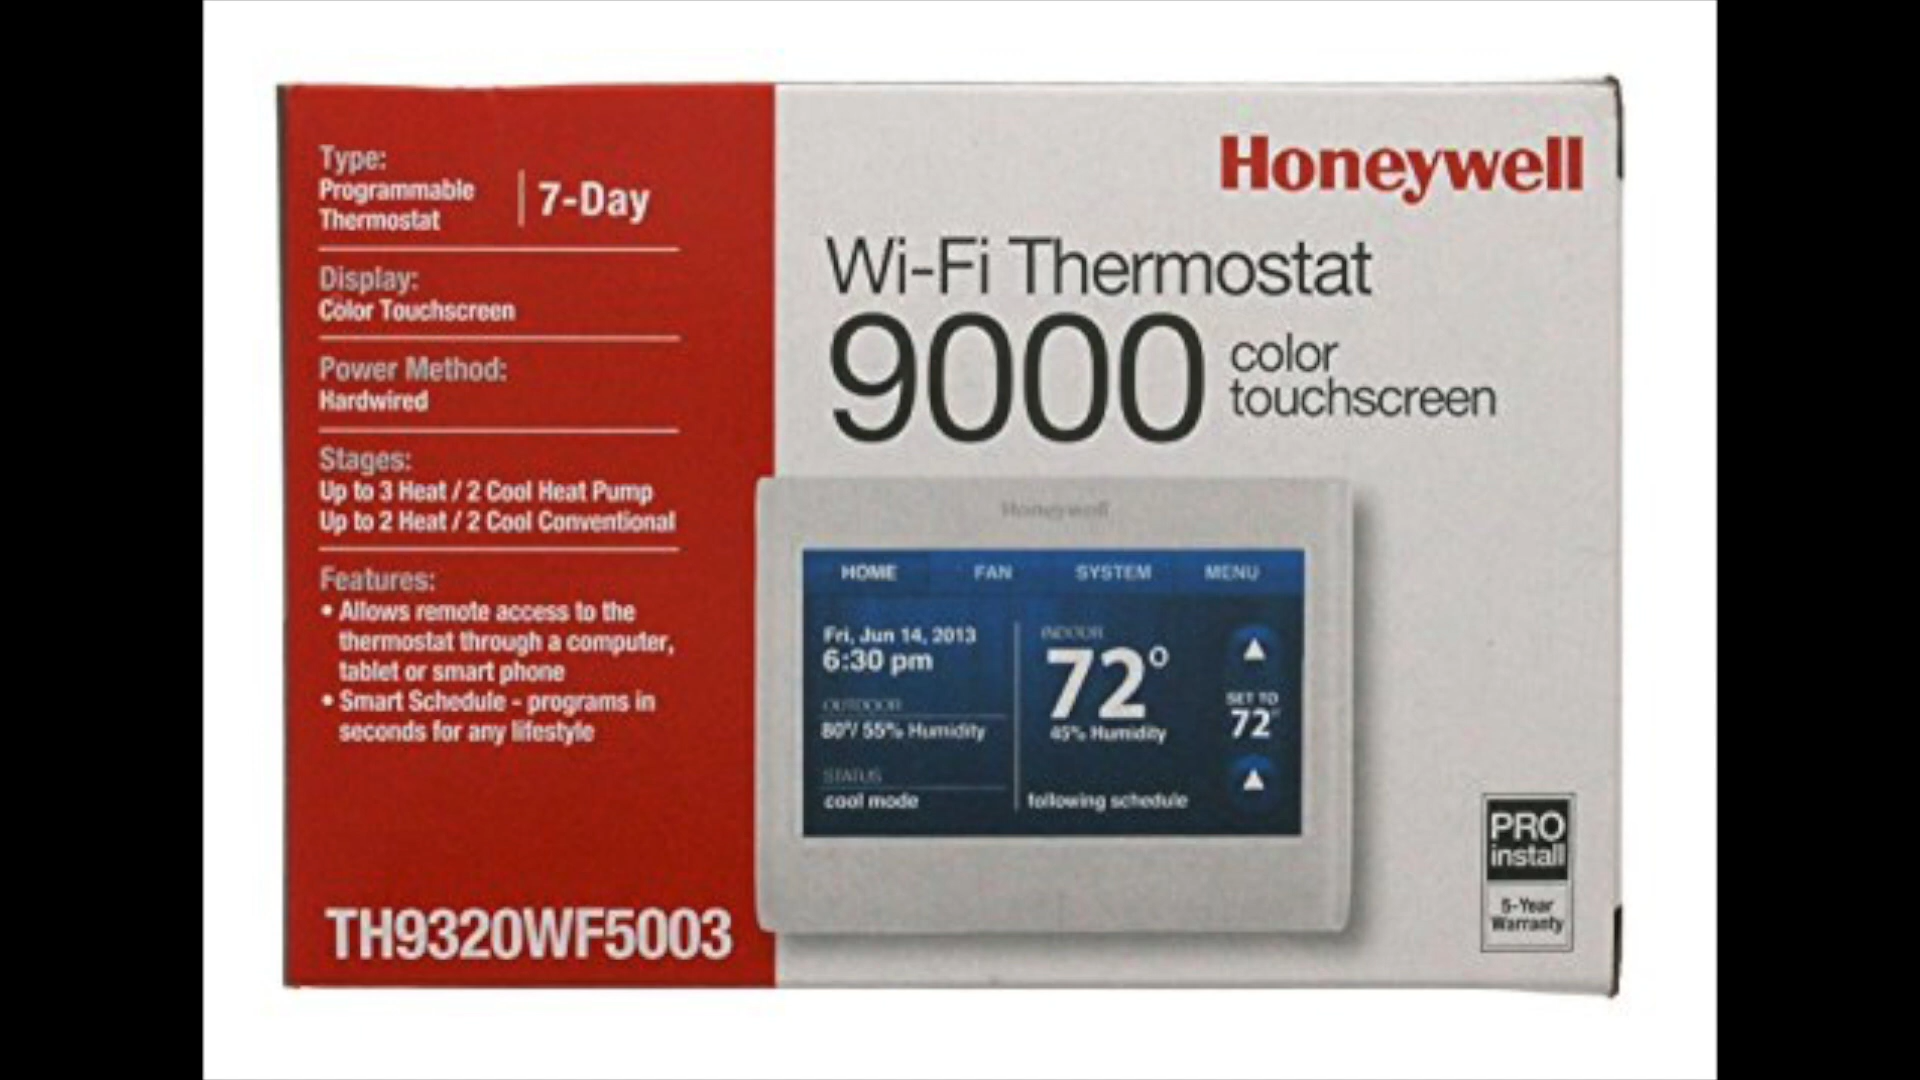 Type:
Programmable
Thermostat
7-Day
Display:
Color Touchscreen
Power Method:
Hardwired
Stages:
Up to 3 Heat / 2 Cool Heat Pump
Up to 2 Heat / 2 Cool Conventional
Features:
• Allows remote access to the
thermostat through a computer,
tablet or smart phone
• Smart Schedule - programs in
seconds for any lifestyle
TH9320WF5003
Honeywell
Wi-Fi Thermostat
9000
color
touchscreen
Honeywell
HOME FAN SYSTEM MENU
Fri, Jun 14, 2013
6:30 pm
OUTDOOR
80°/ 55% Humidity
STATUS
cool mode
INDOOR
72°
45% Humidity
following schedule
SET TO
72°
PRO
install
5-Year
Warranty